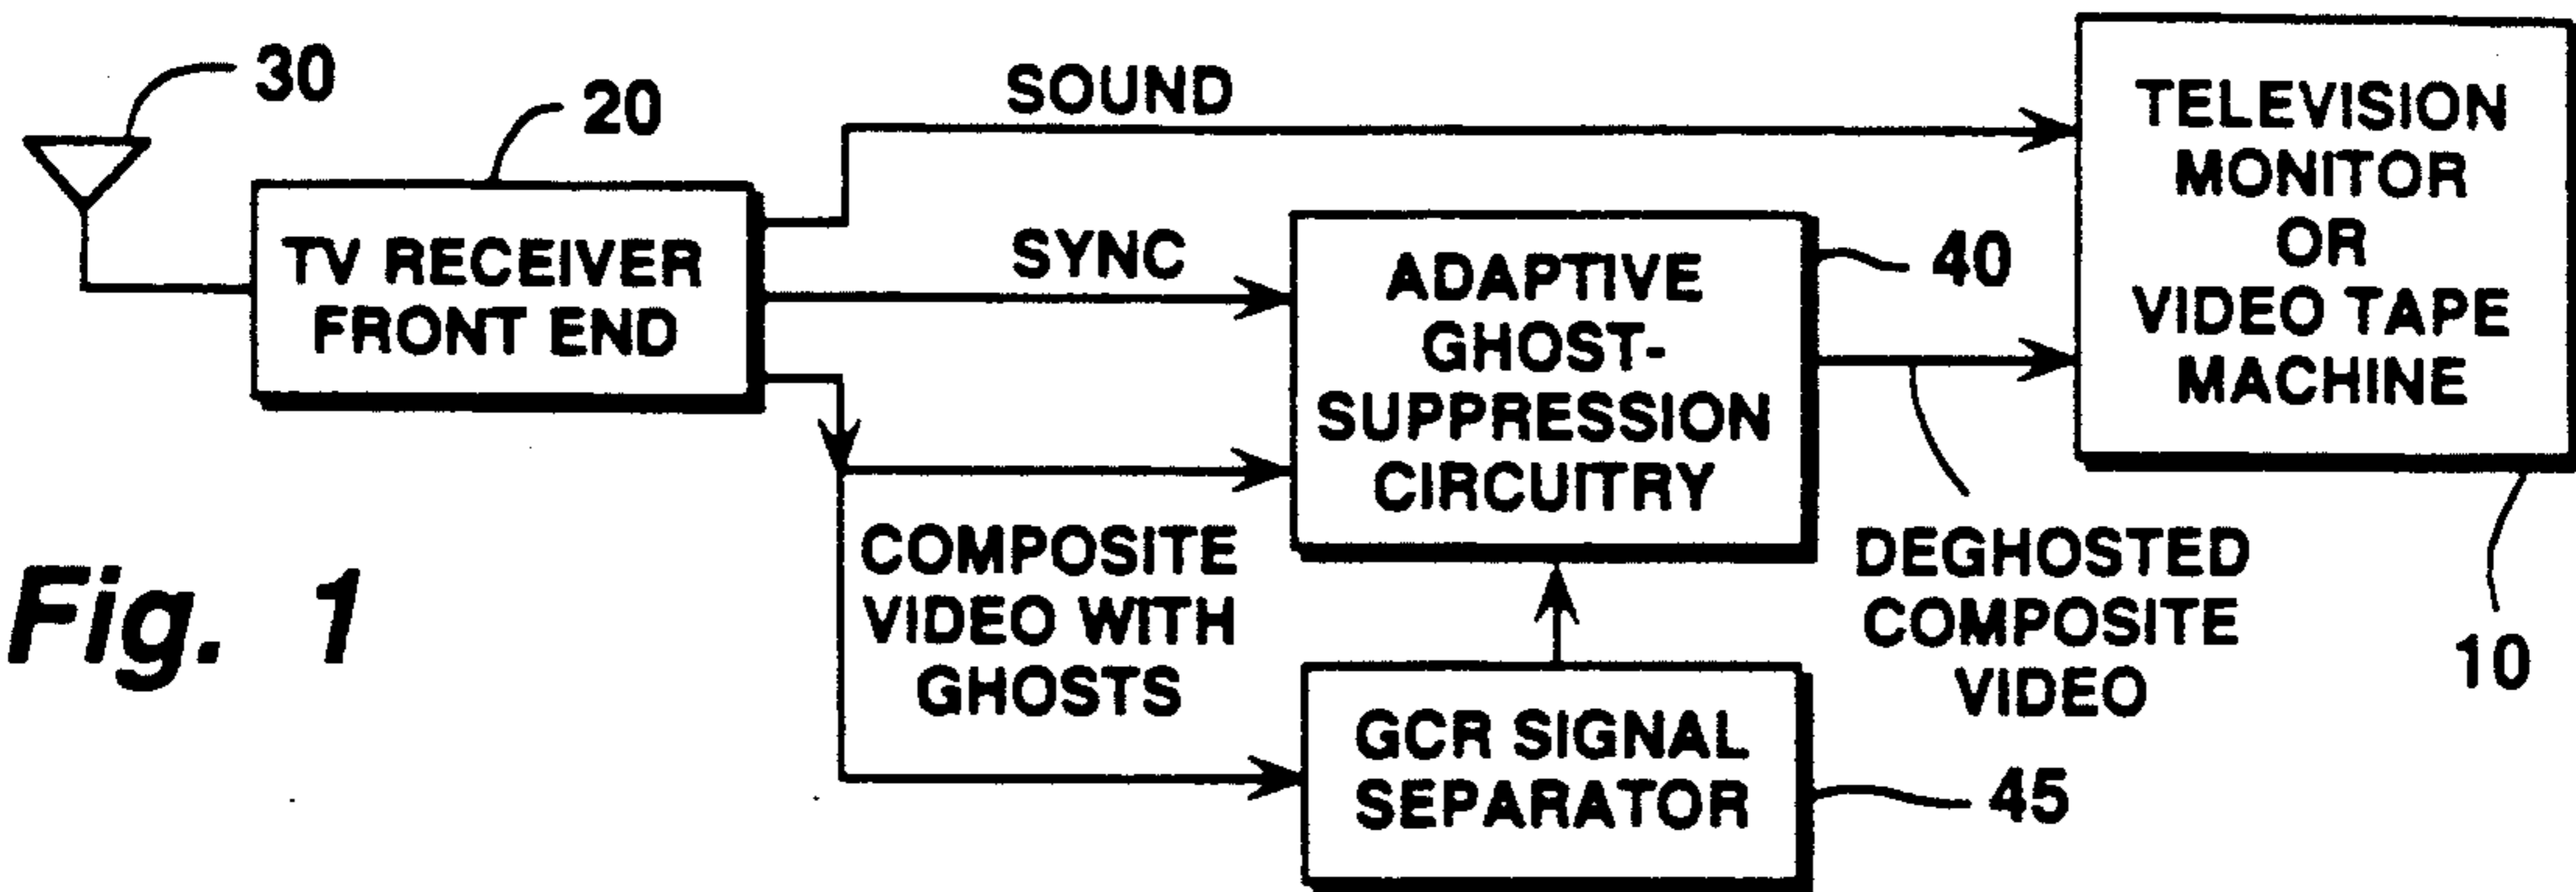 30
20
SOUND
TELEVISION
MONITOR
OR
VIDEO TAPE
MACHINE
10
TV RECEIVER
FRONT END
SYNC
ADAPTIVE
GHOST-
SUPPRESSION
CIRCUITRY
40
COMPOSITE
VIDEO WITH
GHOSTS
DEGHOSTED
COMPOSITE
VIDEO
GCR SIGNAL
SEPARATOR
45
Fig. 1